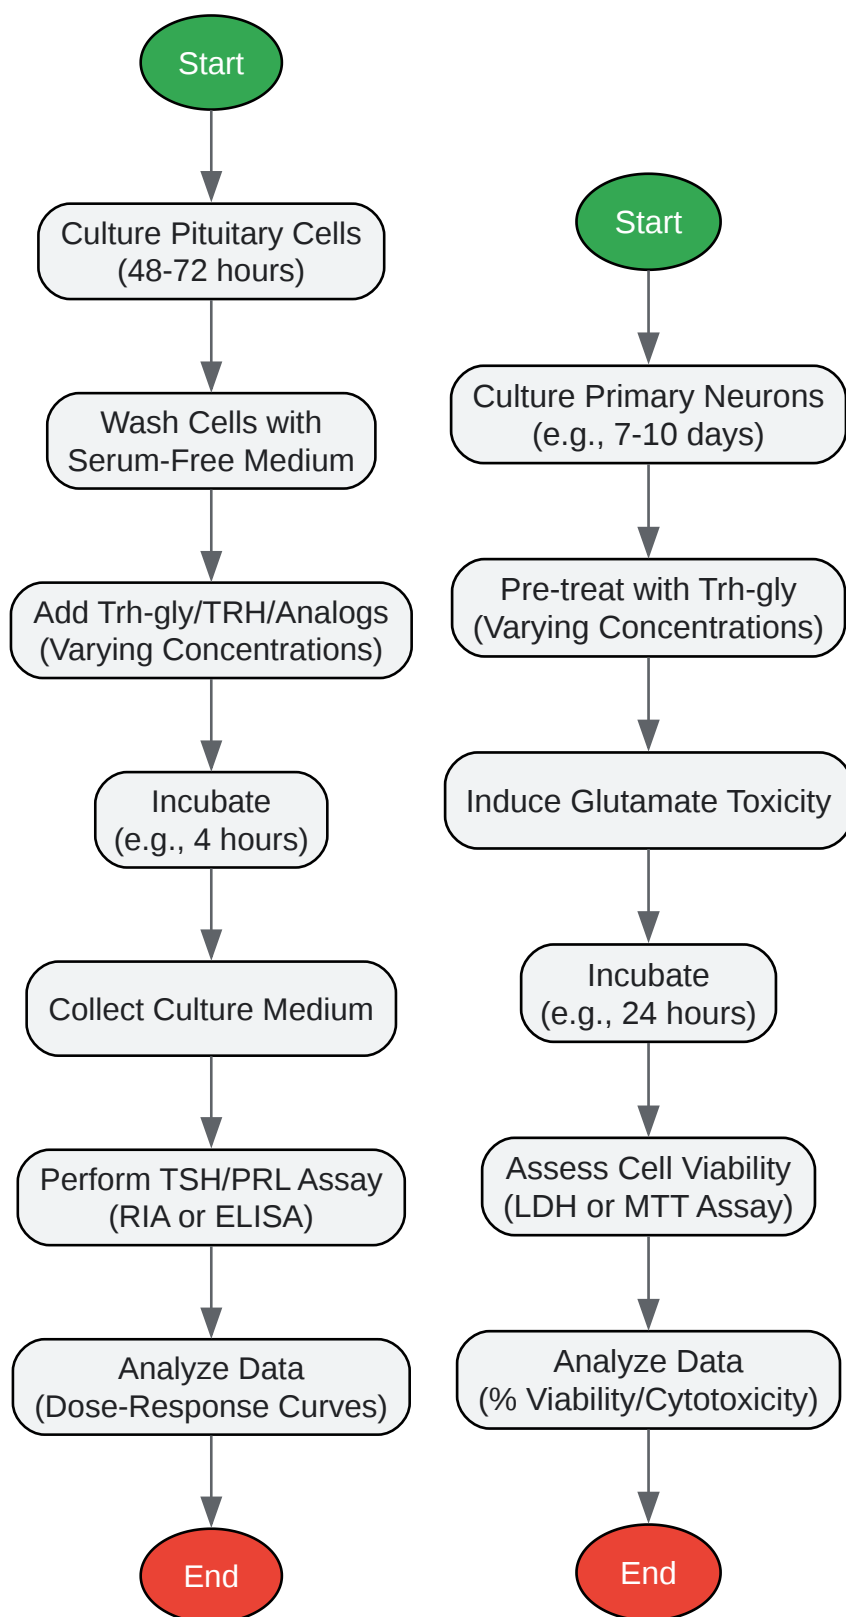 Start
Culture Pituitary Cells
(48-72 hours)
Wash Cells with
Serum-Free Medium
Add Trh-gly/TRH/Analogs
(Varying Concentrations)
Incubate
(e.g., 4 hours)
Collect Culture Medium
Perform TSH/PRL Assay
(RIA or ELISA)
Analyze Data
(Dose-Response Curves)
End
Start
Culture Primary Neurons
(e.g., 7-10 days)
Pre-treat with Trh-gly
(Varying Concentrations)
Induce Glutamate Toxicity
Incubate
(e.g., 24 hours)
Assess Cell Viability
(LDH or MTT Assay)
Analyze Data
(% Viability/Cytotoxicity)
End